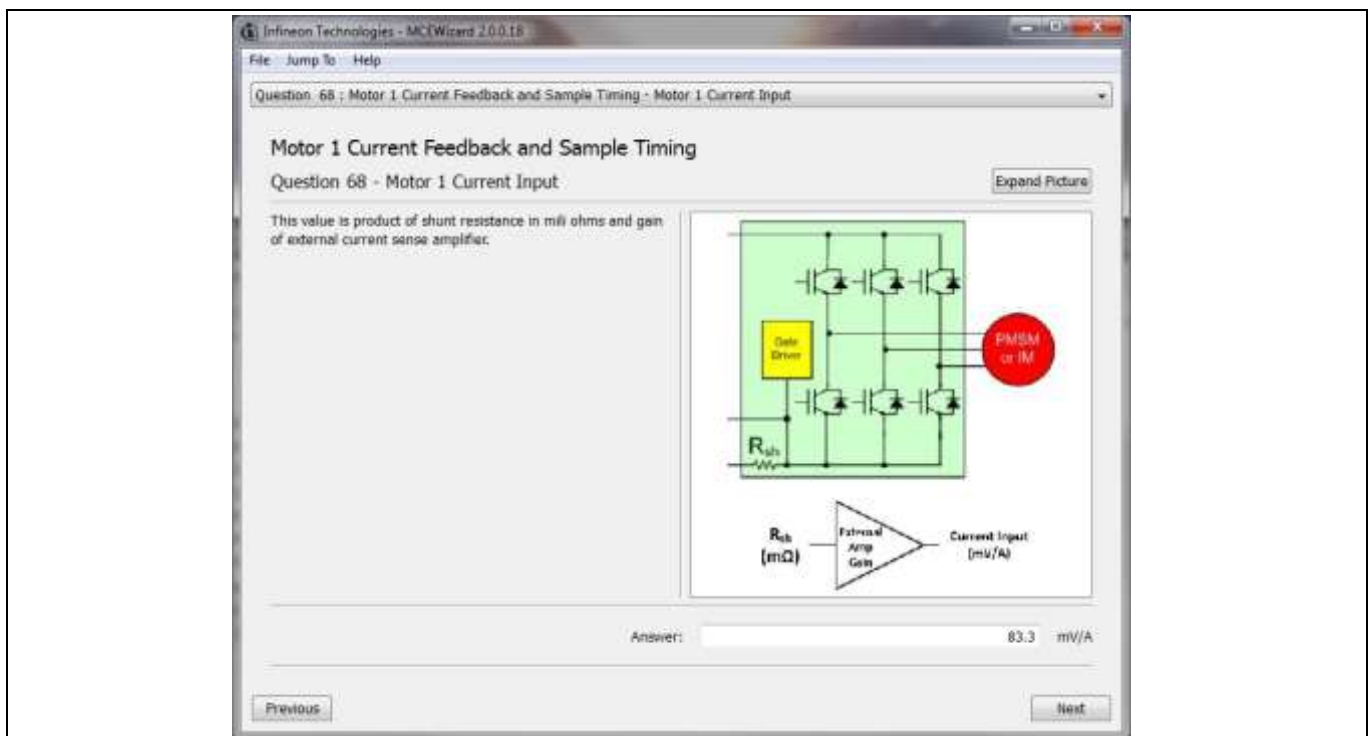 Infineon Technologies - MCEWizard 2.0.0.18
File Jump To Help
Question 68 : Motor 1 Current Feedback and Sample Timing - Motor 1 Current Input
Motor 1 Current Feedback and Sample Timing
Question 68 - Motor 1 Current Input
Expand Picture
This value is product of shunt resistance in mili ohms and gain
of external current sense amplifier.
Gate
Driver
PMSM
or IM
Rsh
Rsh
(mΩ)
External
Amp
Gain
Current Input
(mV/A)
Answer:
83.3 mV/A
Previous
Next